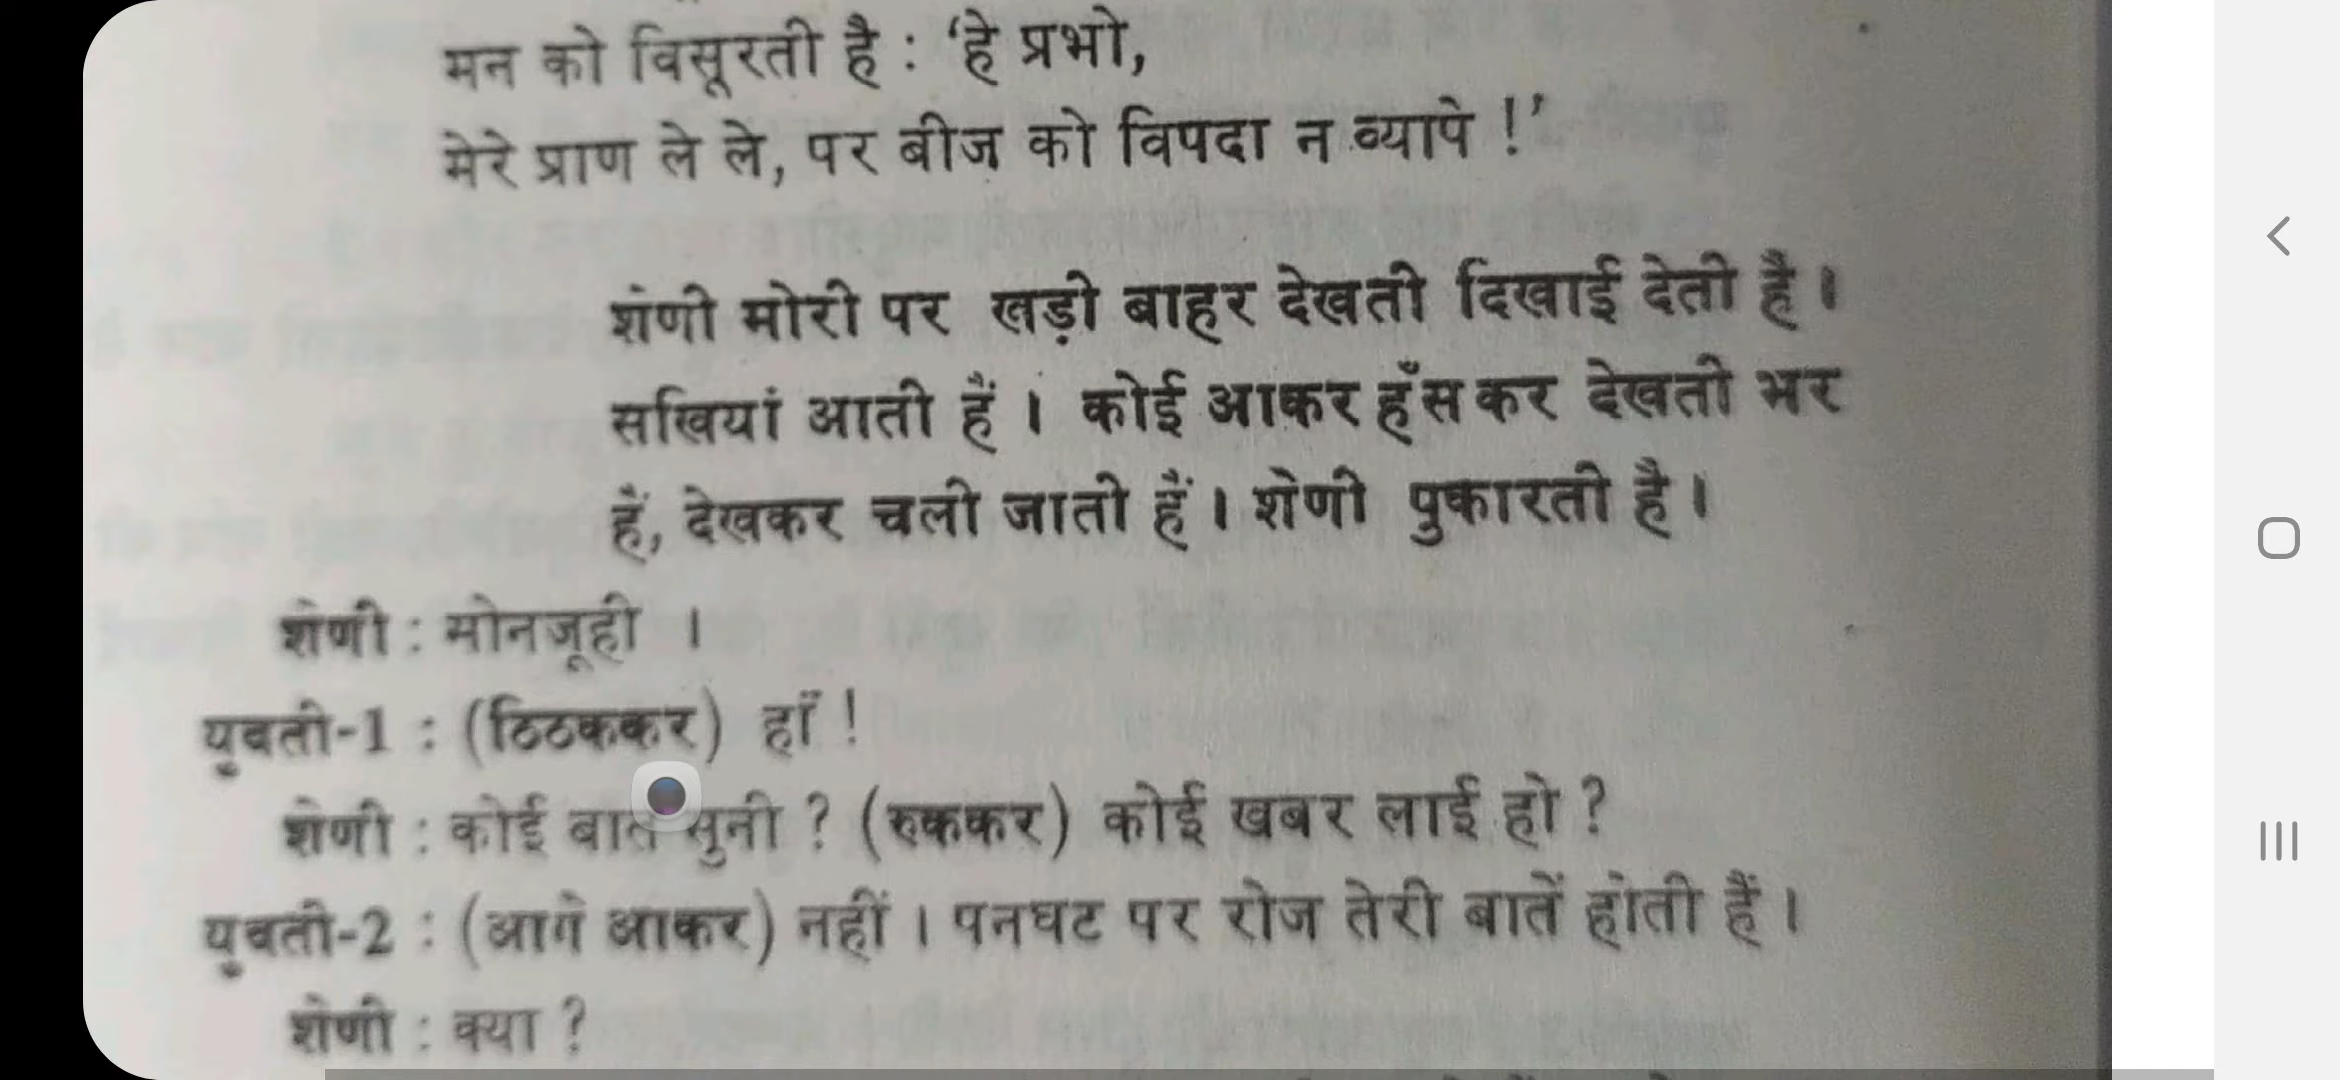 मन को विसूरती है : ‘हे प्रभो,
मेरे प्राण ले ले, पर बीज को विपदा न व्यापे !’
शेणी मोरी पर खड़ी बाहर देखती दिखाई देती है ।
सखियां आती हैं । कोई आकर हँसकर देखती भर
हैं, देखकर चली जाती हैं । शेणी पुकारती है ।
शेणी : मोनजूही ।
युवती-1 : (ठिठककर) हाँ !
शेणी : कोई बात सुनी ? (रुककर) कोई खबर लाई हो ?
युवती-2 : (आगे आकर) नहीं । पनघट पर रोज तेरी बातें होती हैं ।
शेणी : क्या ?